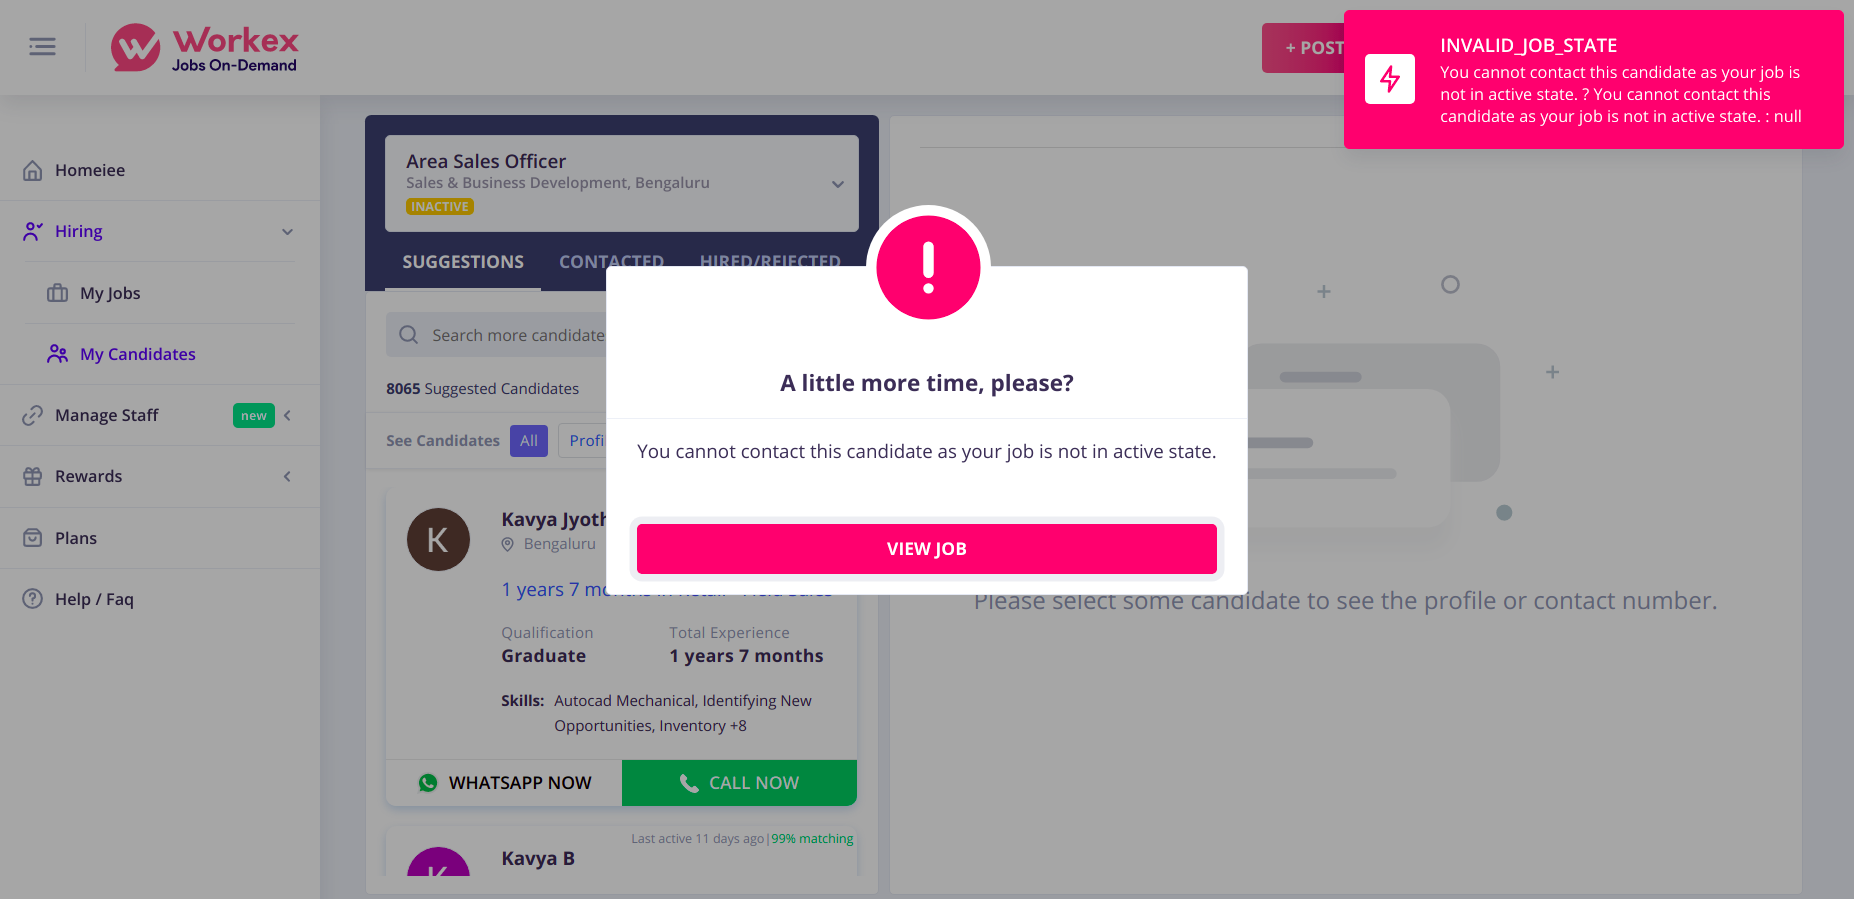 Workex
Jobs On-Demand
+ POST
INVALID_JOB_STATE
You cannot contact this candidate as your job is
not in active state. ? You cannot contact this
candidate as your job is not in active state. : null
Homeiee
Hiring
My Jobs
My Candidates
Manage Staff
new
Rewards
Plans
Help / Faq
Area Sales Officer
Sales & Business Development, Bengaluru
INACTIVE
SUGGESTIONS
CONTACTED
HIRED/REJECTED
Search more candidate
8065 Suggested Candidates
See Candidates
All
Profi
A little more time, please?
You cannot contact this candidate as your job is not in active state.
VIEW JOB
K
Kavya Jyoth
Bengaluru
1 years 7 months in Retail - Field Sales
Qualification
Total Experience
Graduate
1 years 7 months
Skills: Autocad Mechanical, Identifying New
Opportunities, Inventory +8
WHATSAPP NOW
CALL NOW
Last active 11 days ago|99% matching
K
Kavya B
Please select some candidate to see the profile or contact number.